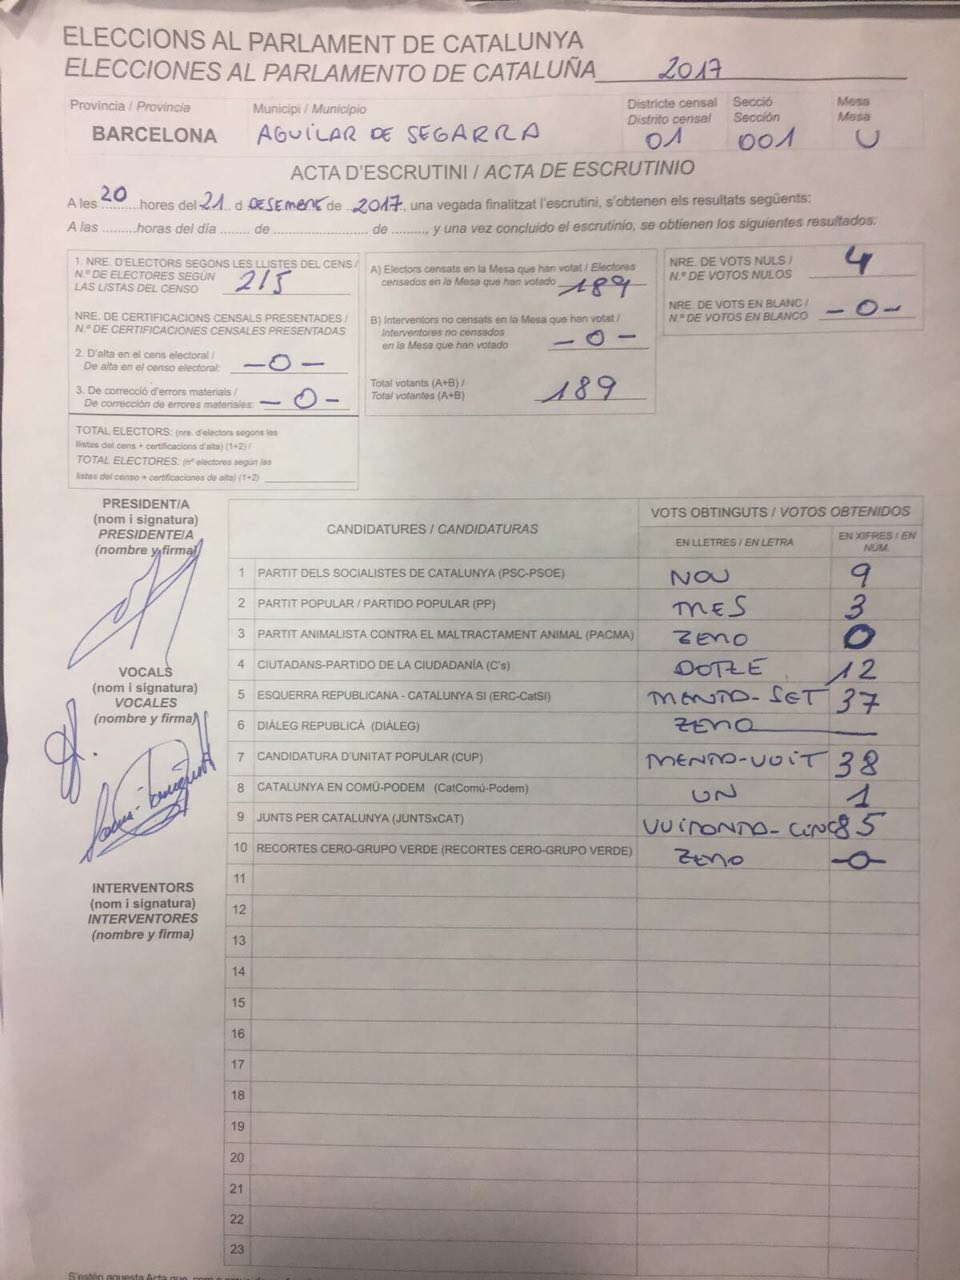 ELECCIONS AL PARLAMENT DE CATALUNYA
ELECCIONES AL PARLAMENTO DE CATALUÑA 2017
Provincia / Provincia
BARCELONA
Municipi / Municipio
AGUILAR DE SEGARRA
Districte censal
Distrito censal
01
Secció
Sección
001
Mesa
Mesa
U
ACTA D'ESCRUTINI / ACTA DE ESCRUTINIO
A les 20 hores del 21 d DESEMBRE de 2017, una vegada finalitzat l'escrutini, s'obtenen els resultats següents:
A las ......... horas del día ........ de ......................... de ........, y una vez concluido el escrutinio, se obtienen los siguientes resultados:
1. NRE. D'ELECTORS SEGONS LES LLISTES DEL CENS /
N.º DE ELECTORES SEGÚN
LAS LISTAS DEL CENSO 215
NRE. DE CERTIFICACIONS CENSALS PRESENTADES /
N.º DE CERTIFICACIONES CENSALES PRESENTADAS
2. D'alta en el cens electoral /
De alta en el censo electoral: -0-
3. De correcció d'errors materials /
De corrección de errores materiales: -0-
TOTAL ELECTORS: (nre. d'electors segons les
llistes del cens + certificacions d'alta) (1+2) /
TOTAL ELECTORES: (nº electores según las
listas del censo + certificaciones de alta) (1+2)
A) Electors censats en la Mesa que han votat / Electores
censados en la Mesa que han votado 189
B) Interventors no censats en la Mesa que han votat /
Interventores no censados
en la Mesa que han votado -0-
Total votants (A+B) /
Total votantes (A+B) 189
NRE. DE VOTS NULS /
N.º DE VOTOS NULOS 4
NRE. DE VOTS EN BLANC /
N.º DE VOTOS EN BLANCO -0-
PRESIDENT/A
(nom i signatura)
PRESIDENTE/A
(nombre y firma)
VOCALS
(nom i signatura)
VOCALES
(nombre y firma)
INTERVENTORS
(nom i signatura)
INTERVENTORES
(nombre y firma)
CANDIDATURES / CANDIDATURAS
VOTS OBTINGUTS / VOTOS OBTENIDOS
EN LLETRES / EN LETRA
EN XIFRES / EN NÚM.
1 PARTIT DELS SOCIALISTES DE CATALUNYA (PSC-PSOE) NOU 9
2 PARTIT POPULAR / PARTIDO POPULAR (PP) TRES 3
3 PARTIT ANIMALISTA CONTRA EL MALTRACTAMENT ANIMAL (PACMA) ZERO 0
4 CIUTADANS-PARTIDO DE LA CIUDADANÍA (C's) DOTZE 12
5 ESQUERRA REPUBLICANA - CATALUNYA SI (ERC-CatSí) TRENTA-SET 37
6 DIÀLEG REPUBLICÀ (DIÀLEG) ZERO
7 CANDIDATURA D'UNITAT POPULAR (CUP) TRENTA-VUIT 38
8 CATALUNYA EN COMÚ-PODEM (CatComú-Podem) UN 1
9 JUNTS PER CATALUNYA (JUNTSxCAT) VUITANTA-CINC 85
10 RECORTES CERO-GRUPO VERDE (RECORTES CERO-GRUPO VERDE) ZERO -0-
11
12
13
14
15
16
17
18
19
20
21
22
23